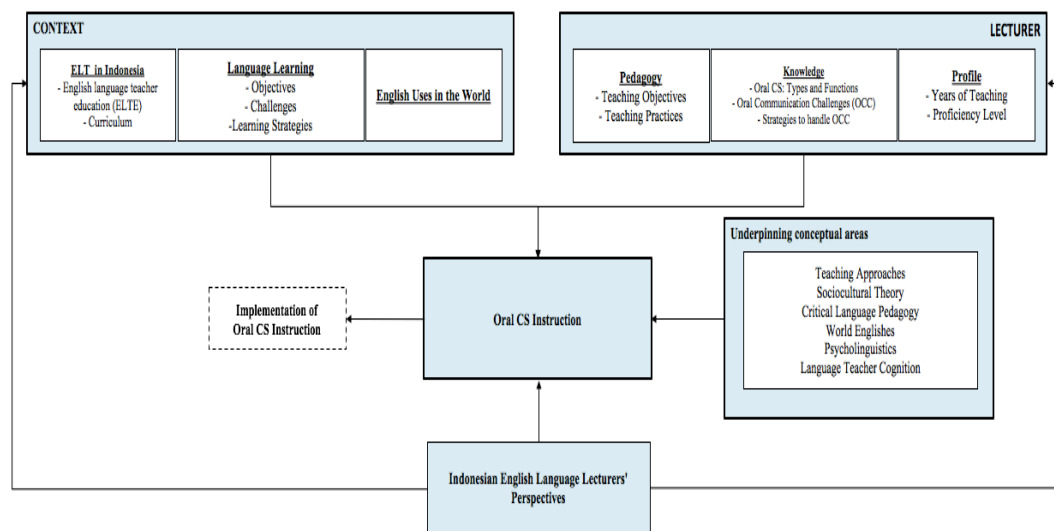 CONTEXT
ELT in Indonesia
- English language teacher
education (ELTE)
- Curriculum
Language Learning
- Objectives
- Challenges
-Learning Strategies
English Uses in the World
LECTURER
Pedagogy
- Teaching Objectives
- Teaching Practices
Knowledge
- Oral CS: Types and Functions
- Oral Communication Challenges (OCC)
- Strategies to handle OCC
Profile
- Years of Teaching
- Proficiency Level
Underpinning conceptual areas
Teaching Approaches
Sociocultural Theory
Critical Language Pedagogy
World Englishes
Psycholinguistics
Language Teacher Cognition
Implementation of
Oral CS Instruction
Oral CS Instruction
Indonesian English Language Lecturers'
Perspectives